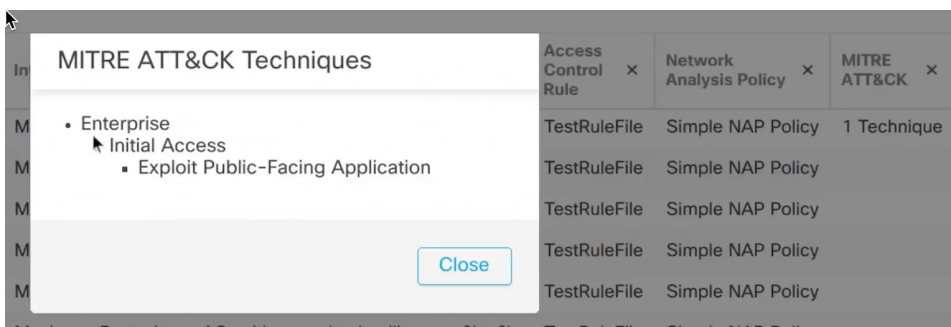 MITRE ATT&CK Techniques
Enterprise
Initial Access
Exploit Public-Facing Application
Close
In
Access Control Rule
Network Analysis Policy
MITRE ATT&CK
M TestRuleFile Simple NAP Policy 1 Technique
M TestRuleFile Simple NAP Policy
M TestRuleFile Simple NAP Policy
M TestRuleFile Simple NAP Policy
M TestRuleFile Simple NAP Policy